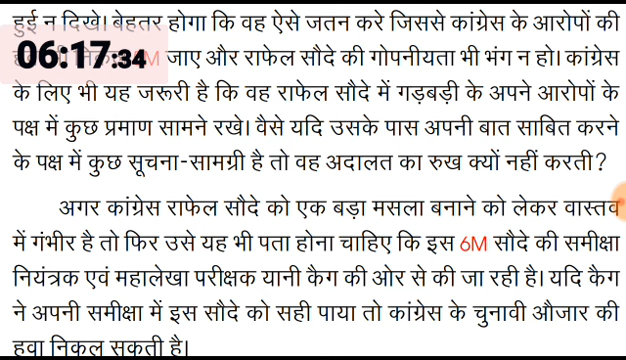 हुई न दिखे। बेहतर होगा कि वह ऐसे जतन करे जिससे कांग्रेस के आरोपों की
06:17:34 जाए और राफेल सौदे की गोपनीयता भी भंग न हो। कांग्रेस
के लिए भी यह जरूरी है कि वह राफेल सौदे में गड़बड़ी के अपने आरोपों के
पक्ष में कुछ प्रमाण सामने रखे। वैसे यदि उसके पास अपनी बात साबित करने
के पक्ष में कुछ सूचना-सामग्री है तो वह अदालत का रुख क्यों नहीं करती?
अगर कांग्रेस राफेल सौदे को एक बड़ा मसला बनाने को लेकर वास्तव
में गंभीर है तो फिर उसे यह भी पता होना चाहिए कि इस 6M सौदे की समीक्षा
नियंत्रक एवं महालेखा परीक्षक यानी कैग की ओर से की जा रही है। यदि कैग
ने अपनी समीक्षा में इस सौदे को सही पाया तो कांग्रेस के चुनावी औजार की
हवा निकल सकती है।